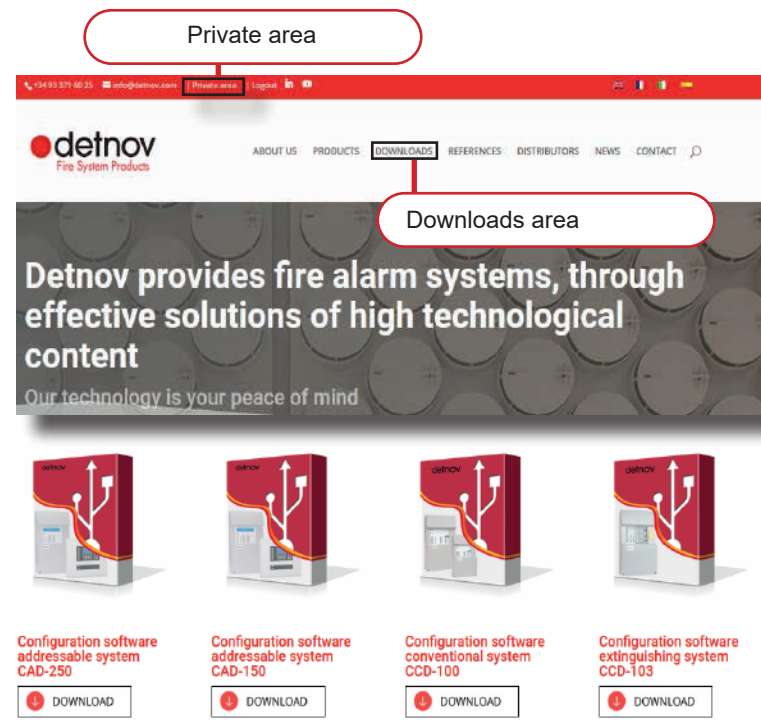 Private area
+34 93 371 60 25 info@detnov.com Private area Logout in
detnov
Fire System Products
ABOUT US PRODUCTS DOWNLOADS REFERENCES DISTRIBUTORS NEWS CONTACT
Downloads area
Detnov provides fire alarm systems, through
effective solutions of high technological
content
Our technology is your peace of mind
detnov detnov detnov detnov
Configuration software
addressable system
CAD-250
DOWNLOAD
Configuration software
addressable system
CAD-150
DOWNLOAD
Configuration software
conventional system
CCD-100
DOWNLOAD
Configuration software
extinguishing system
CCD-103
DOWNLOAD